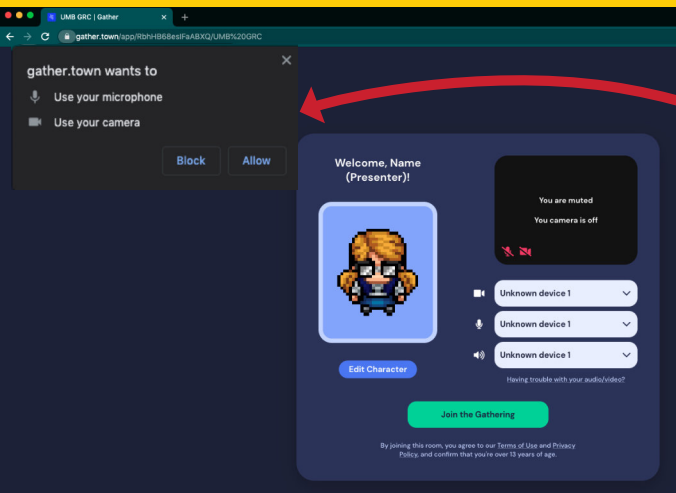 UMB GRC | Gather
gather.town/app/RbhHB68esIFaABXQ/UMB%20GRC
gather.town wants to
Use your microphone
Use your camera
Block
Allow
Welcome, Name
(Presenter)!
You are muted
You camera is off
Unknown device 1
Unknown device 1
Unknown device 1
Edit Character
Having trouble with your audio/video?
Join the Gathering
By joining this room, you agree to our Terms of Use and Privacy
Policy, and confirm that you're over 13 years of age.